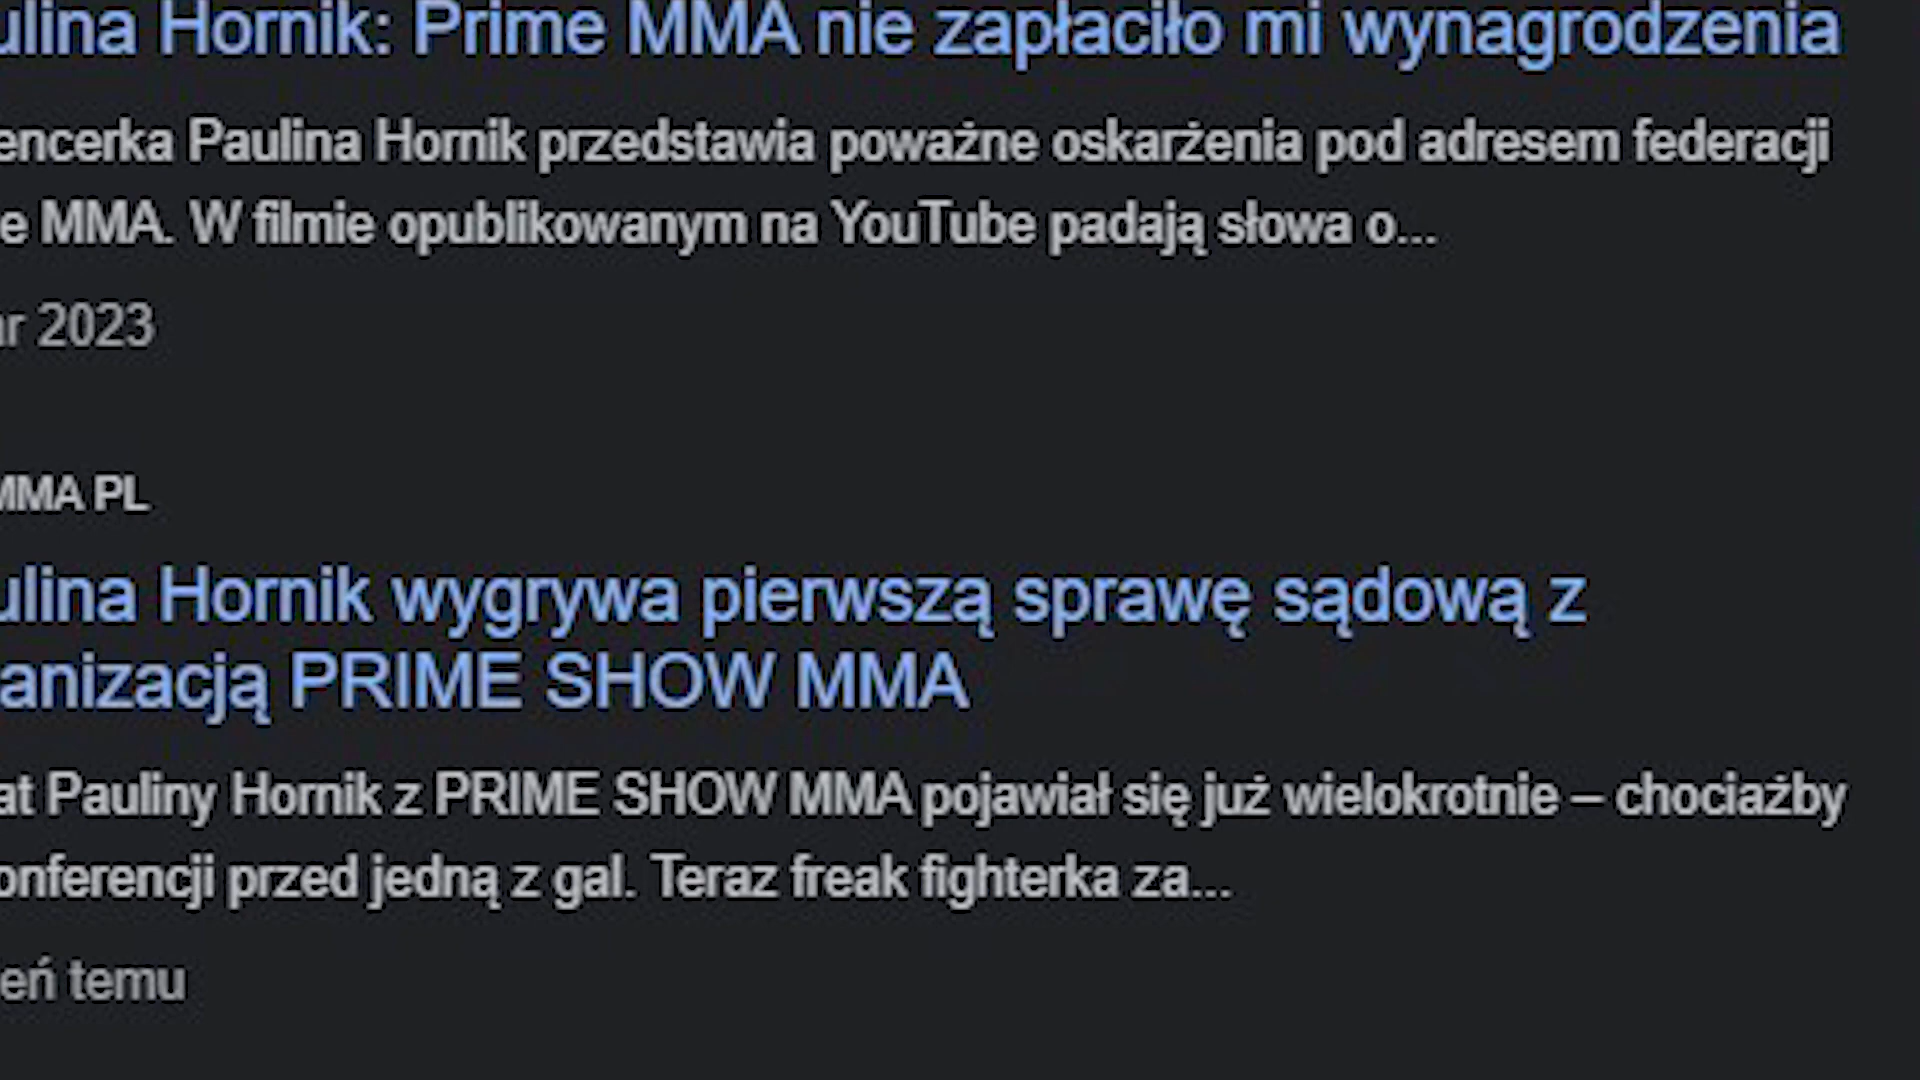 ulina Hornik: Prime MMA nie zapłaciło mi wynagrodzenia
encerka Paulina Hornik przedstawia poważne oskarżenia pod adresem federacji
e MMA. W filmie opublikowanym na YouTube padają słowa o...
r 2023
MMA PL
ulina Hornik wygrywa pierwszą sprawę sądową z
anizacją PRIME SHOW MMA
at Pauliny Hornik z PRIME SHOW MMA pojawiał się już wielokrotnie – chociażby
onferencji przed jedną z gal. Teraz freak fighterka za...
eń temu